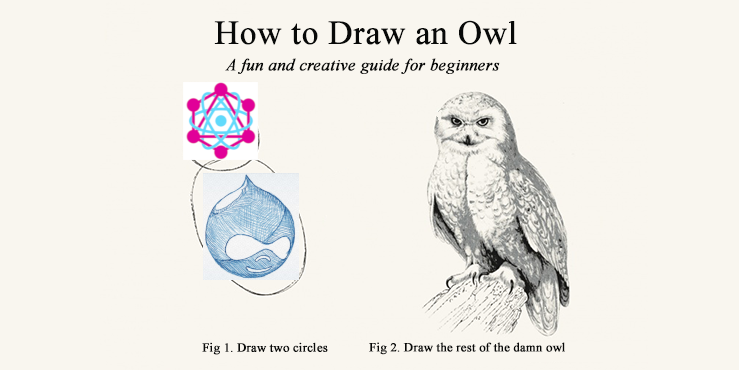 How to Draw an Owl
A fun and creative guide for beginners
Fig 1. Draw two circles
Fig 2. Draw the rest of the damn owl